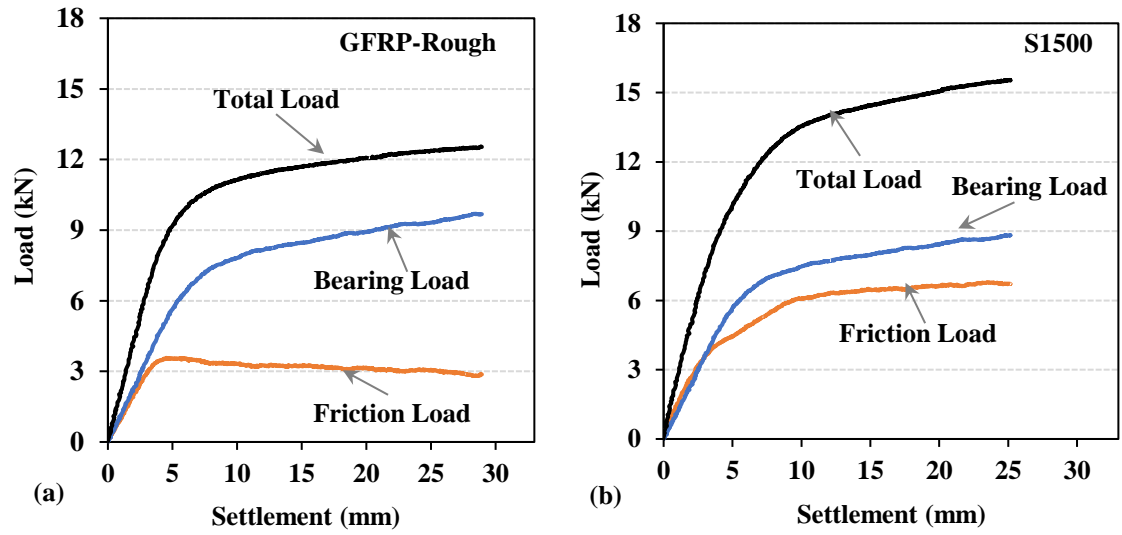 GFRP-Rough
Total Load
Bearing Load
Friction Load
Load (kN)
18
15
12
9
6
3
0
0 5 10 15 20 25 30
Settlement (mm)
(a)
S1500
Total Load
Bearing Load
Friction Load
Load (kN)
18
15
12
9
6
3
0
0 5 10 15 20 25 30
Settlement (mm)
(b)